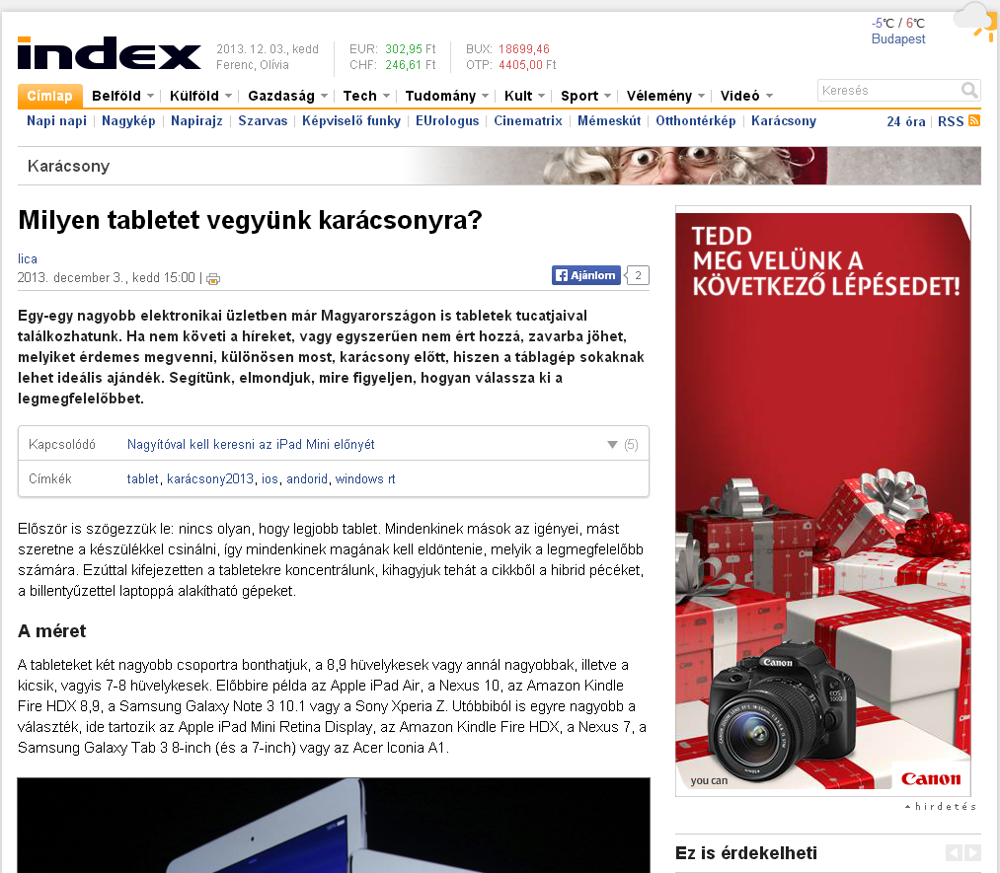 -5℃ / 6℃
Budapest
index
2013. 12. 03., kedd
Ferenc, Olívia
EUR: 302,95 Ft
CHF: 246,61 Ft
BUX: 18699,46
OTP: 4405,00 Ft
Címlap Belföld Külföld Gazdaság Tech Tudomány Kult Sport Vélemény Videó
Keresés
Napi napi Nagykép Napirajz Szarvas Képviselő funky EUrologus Cinematrix Mémeskút Otthontérkép Karácsony 24 óra RSS
Karácsony
Milyen tabletet vegyünk karácsonyra?
lica
2013. december 3., kedd 15:00 |
Ajánlom 2
Egy-egy nagyobb elektronikai üzletben már Magyarországon is tabletek tucatjaival
találkozhatunk. Ha nem követi a híreket, vagy egyszerűen nem ért hozzá, zavarba jöhet,
melyiket érdemes megvenni, különösen most, karácsony előtt, hiszen a táblagép sokaknak
lehet ideális ajándék. Segítünk, elmondjuk, mire figyeljen, hogyan válassza ki a
legmegfelelőbbet.
Kapcsolódó Nagyítóval kell keresni az iPad Mini előnyét (5)
Címkék tablet, karácsony2013, ios, andorid, windows rt
Először is szögezzük le: nincs olyan, hogy legjobb tablet. Mindenkinek mások az igényei, mást
szeretne a készülékkel csinálni, így mindenkinek magának kell eldöntenie, melyik a legmegfelelőbb
számára. Ezúttal kifejezetten a tabletekre koncentrálunk, kihagyjuk tehát a cikkből a hibrid pécéket,
a billentyűzettel laptoppá alakítható gépeket.
A méret
A tableteket két nagyobb csoportra bonthatjuk, a 8,9 hüvelykesek vagy annál nagyobbak, illetve a
kicsik, vagyis 7-8 hüvelykesek. Előbbire példa az Apple iPad Air, a Nexus 10, az Amazon Kindle
Fire HDX 8,9, a Samsung Galaxy Note 3 10.1 vagy a Sony Xperia Z. Utóbbiból is egyre nagyobb a
választék, ide tartozik az Apple iPad Mini Retina Display, az Amazon Kindle Fire HDX, a Nexus 7, a
Samsung Galaxy Tab 3 8-inch (és a 7-inch) vagy az Acer Iconia A1.
TEDD
MEG VELÜNK A
KÖVETKEZŐ LÉPÉSEDET!
Canon
EOS
you can
Canon
hirdetés
Ez is érdekelheti